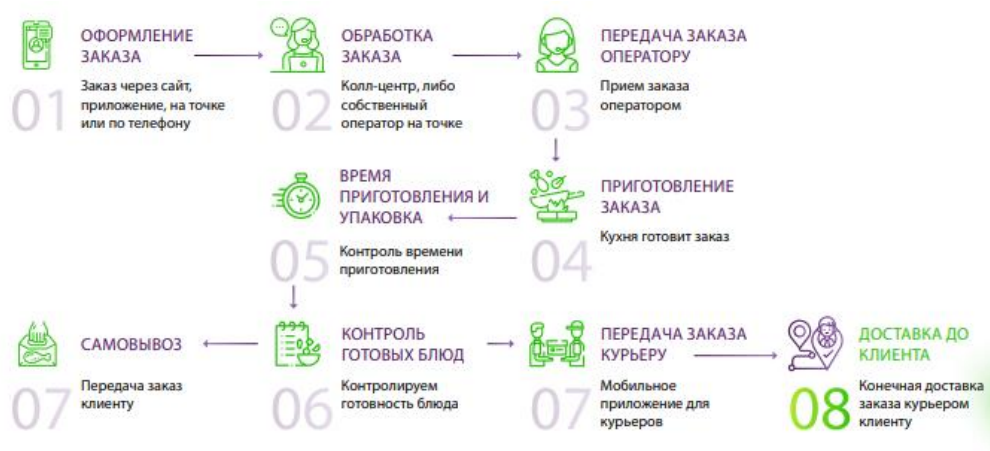 ОФОРМЛЕНИЕ
ЗАКАЗА
01
Заказ через сайт,
приложение, на точке
или по телефону
ОБРАБОТКА
ЗАКАЗА
02
Колл-центр, либо
собственный
оператор на точке
ПЕРЕДАЧА ЗАКАЗА
ОПЕРАТОРУ
03
Прием заказа
оператором
ПРИГОТОВЛЕНИЕ
ЗАКАЗА
04
Кухня готовит заказ
ВРЕМЯ
ПРИГОТОВЛЕНИЯ И
УПАКОВКА
05
Контроль времени
приготовления
КОНТРОЛЬ
ГОТОВЫХ БЛЮД
06
Контролируем
готовность блюда
САМОВЫВОЗ
07
Передача заказ
клиенту
ПЕРЕДАЧА ЗАКАЗА
КУРЬЕРУ
07
Мобильное
приложение для
курьеров
ДОСТАВКА ДО
КЛИЕНТА
08
Конечная доставка
заказа курьером
клиенту